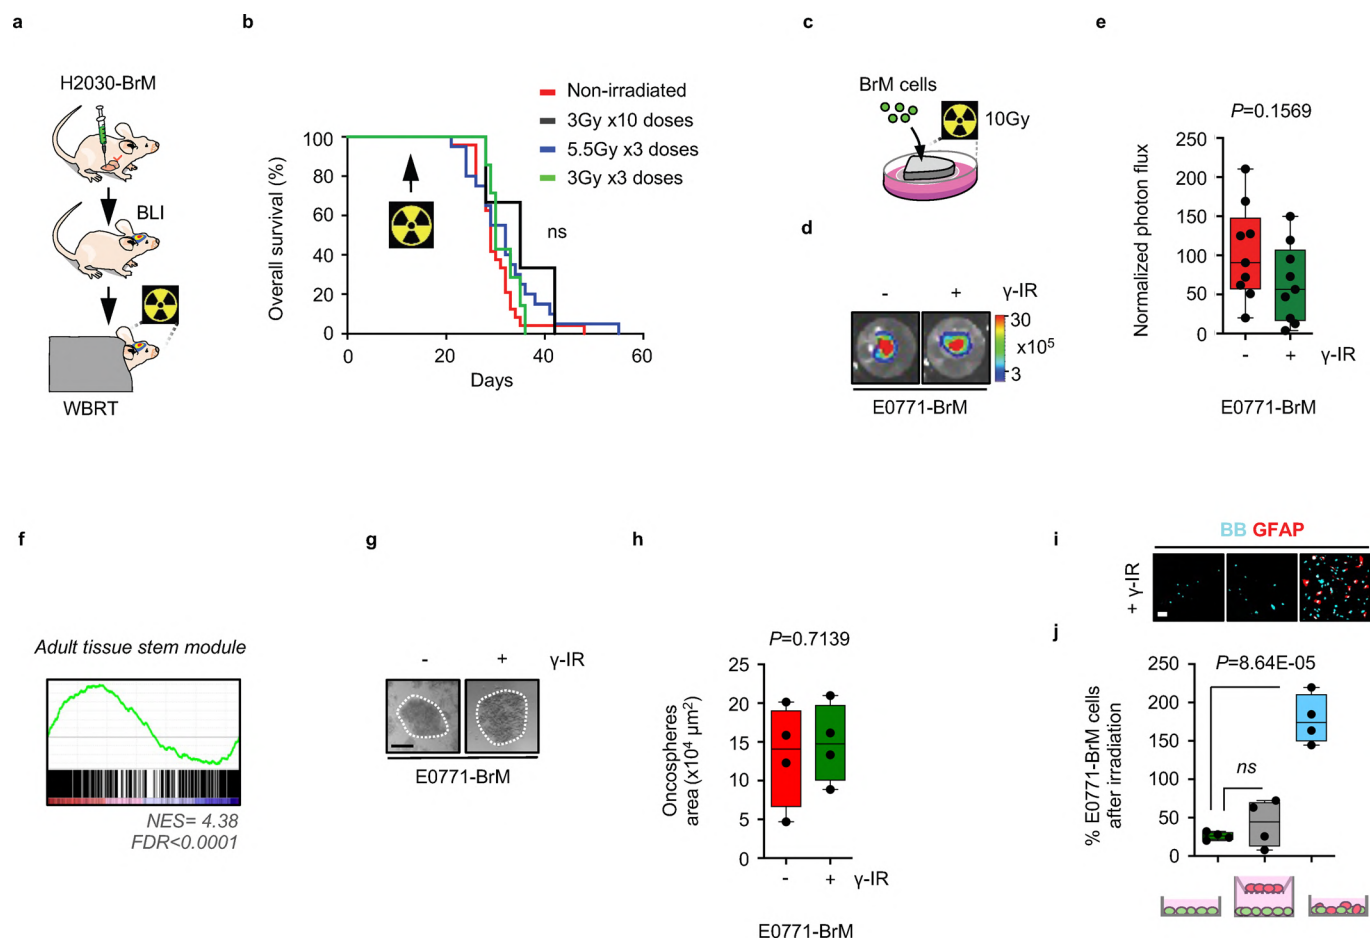 a
H2030-BrM
BLI
WBRT
b
Non-irradiated
3Gy x10 doses
5.5Gy x3 doses
3Gy x3 doses
Overall survival (%)
100
80
60
40
20
0
ns
0 20 40 60
Days
c
BrM cells
10Gy
d
- + γ-IR
30
x10⁵
3
E0771-BrM
e
P=0.1569
Normalized photon flux
250
200
150
100
50
0
- + γ-IR
E0771-BrM
f
Adult tissue stem module
NES= 4.38
FDR<0.0001
g
- + γ-IR
E0771-BrM
h
P=0.7139
Oncospheres
area (x10⁴ µm²)
25
20
15
10
5
0
- + γ-IR
E0771-BrM
i
BB GFAP
+ γ-IR
j
P=8.64E-05
% E0771-BrM cells
after irradiation
250
200
150
100
50
0
ns